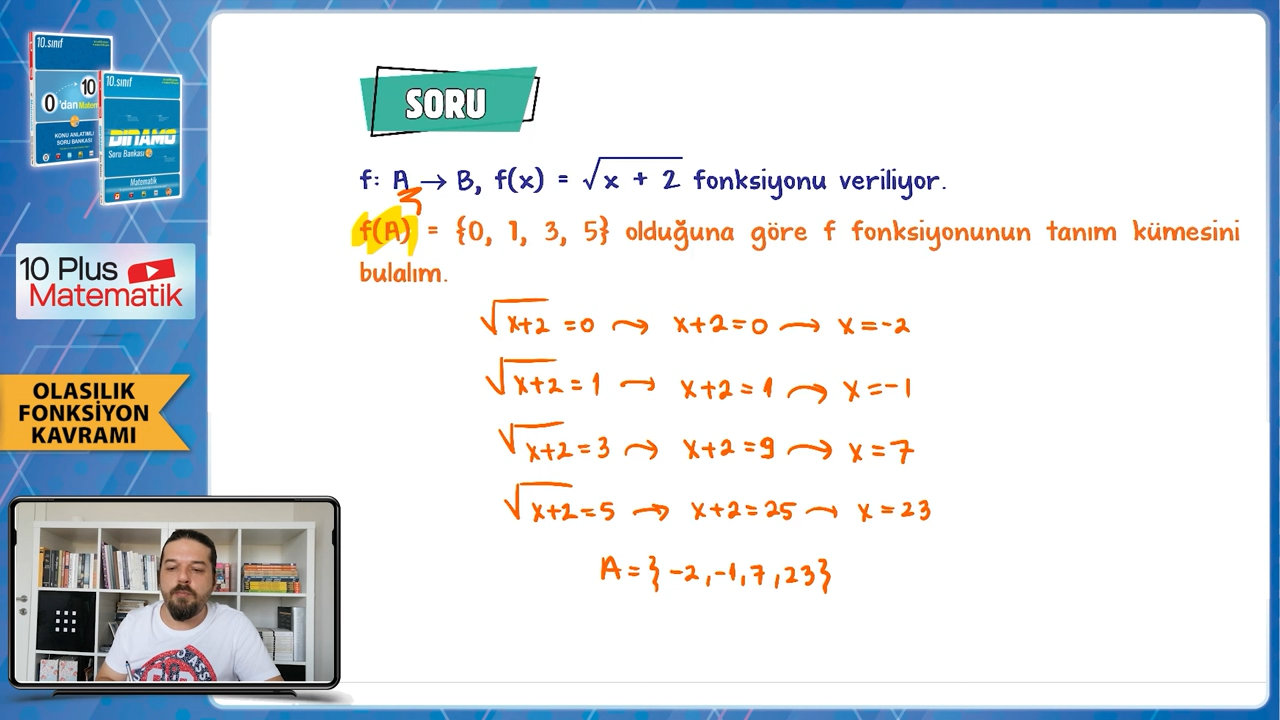 10.sınıf
0'dan 10
KONU ANLATIMLI
SORU BANKASI
10.sınıf
DINAMO
Soru Bankası
Matematik
10 Plus
Matematik
OLASILIK
FONKSİYON
KAVRAMI
SORU
f: A → B, f(x) = √(x + 2) fonksiyonu veriliyor.
f(A) = {0, 1, 3, 5} olduğuna göre f fonksiyonunun tanım kümesini
bulalım.
√(x+2) = 0 → x+2=0 → x=-2
√(x+2) = 1 → x+2=1 → x=-1
√(x+2) = 3 → x+2=9 → x=7
√(x+2) = 5 → x+2=25 → x=23
A={-2,-1,7,23}